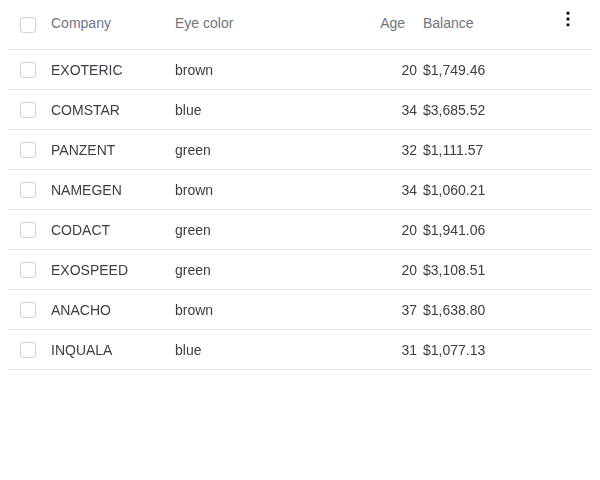 Company Eye color Age Balance
EXOTERIC brown 20 $1,749.46
COMSTAR blue 34 $3,685.52
PANZENT green 32 $1,111.57
NAMEGEN brown 34 $1,060.21
CODACT green 20 $1,941.06
EXOSPEED green 20 $3,108.51
ANACHO brown 37 $1,638.80
INQUALA blue 31 $1,077.13